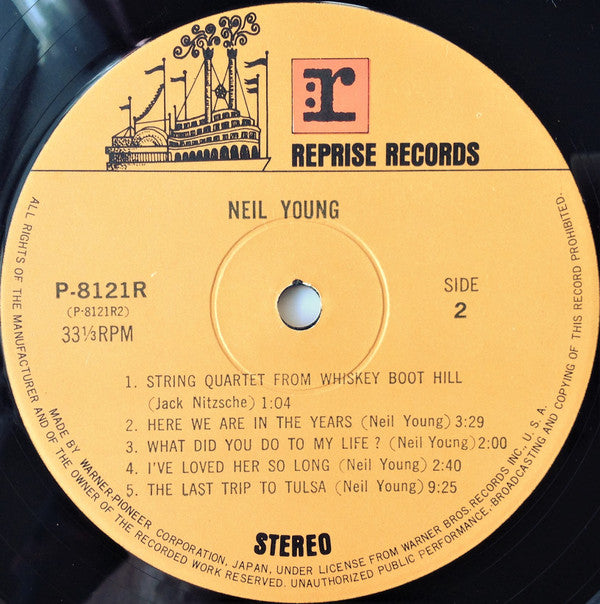 r
REPRISE RECORDS
NEIL YOUNG
P-8121R
(P-8121R2)
33⅓RPM
SIDE
2
1. STRING QUARTET FROM WHISKEY BOOT HILL
(Jack Nitzsche) 1:04
2. HERE WE ARE IN THE YEARS (Neil Young) 3:29
3. WHAT DID YOU DO TO MY LIFE? (Neil Young) 2:00
4. I'VE LOVED HER SO LONG (Neil Young) 2:40
5. THE LAST TRIP TO TULSA (Neil Young) 9:25
STEREO
ALL RIGHTS OF THE MANUFACTURER AND OF THE OWNER OF THE RECORDED WORK RESERVED. UNAUTHORIZED PUBLIC PERFORMANCE, BROADCASTING AND COPYING OF THIS RECORD PROHIBITED.
MADE BY WARNER-PIONEER CORPORATION, JAPAN, UNDER LICENSE FROM WARNER BROS. RECORDS INC., U.S.A.